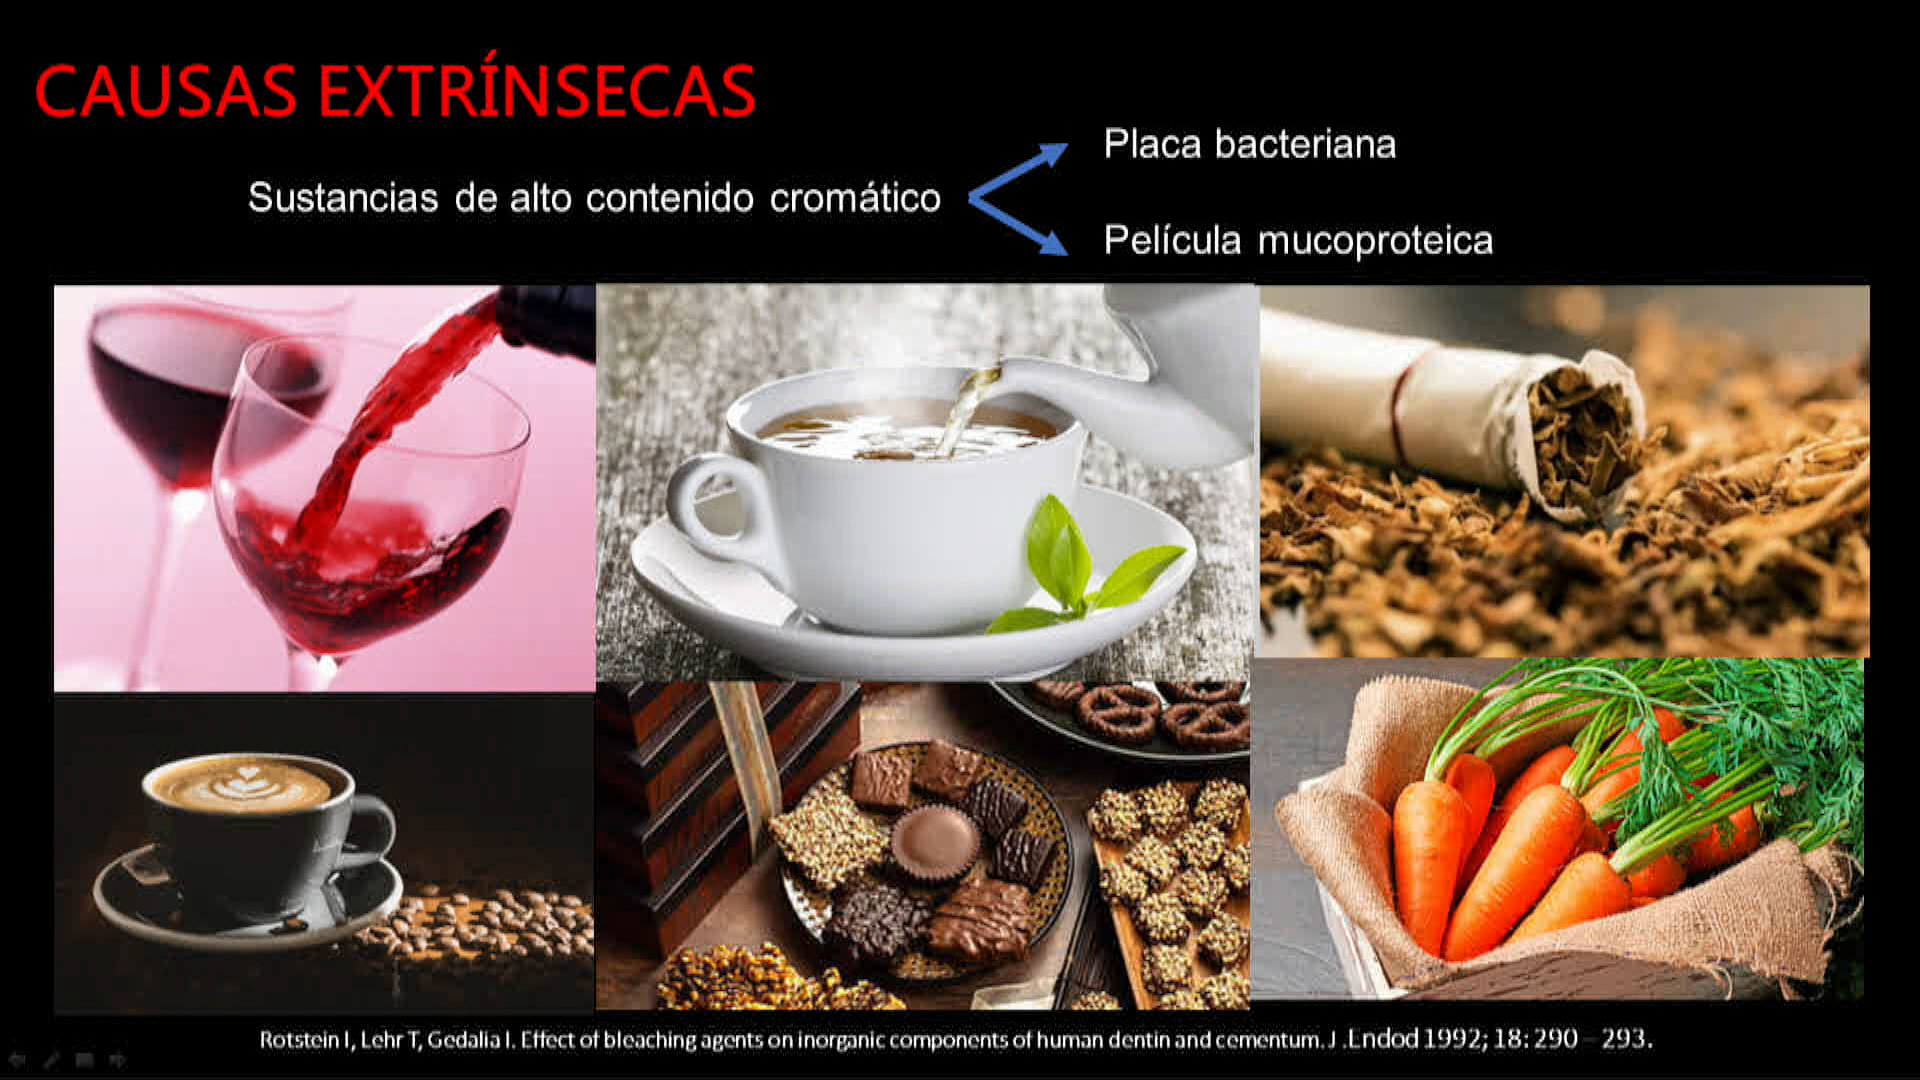 CAUSAS EXTRÍNSECAS
Placa bacteriana
Sustancias de alto contenido cromático
Película mucoproteica
Rotstein I, Lehr T, Gedalia I. Effect of bleaching agents on inorganic components of human dentin and cementum. J .Endod 1992; 18: 290 – 293.